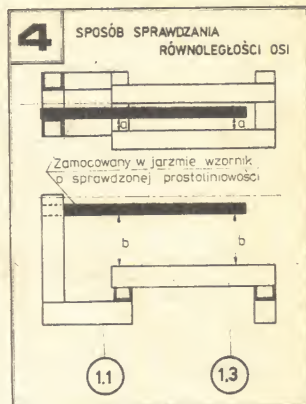 4
SPOSÓB SPRAWDZANIA
RÓWNOLEGŁOŚCI OSI
a
a
Zamocowany w jarzmie wzornik
o sprawdzonej prostoliniowości
b
b
1.1
1.3